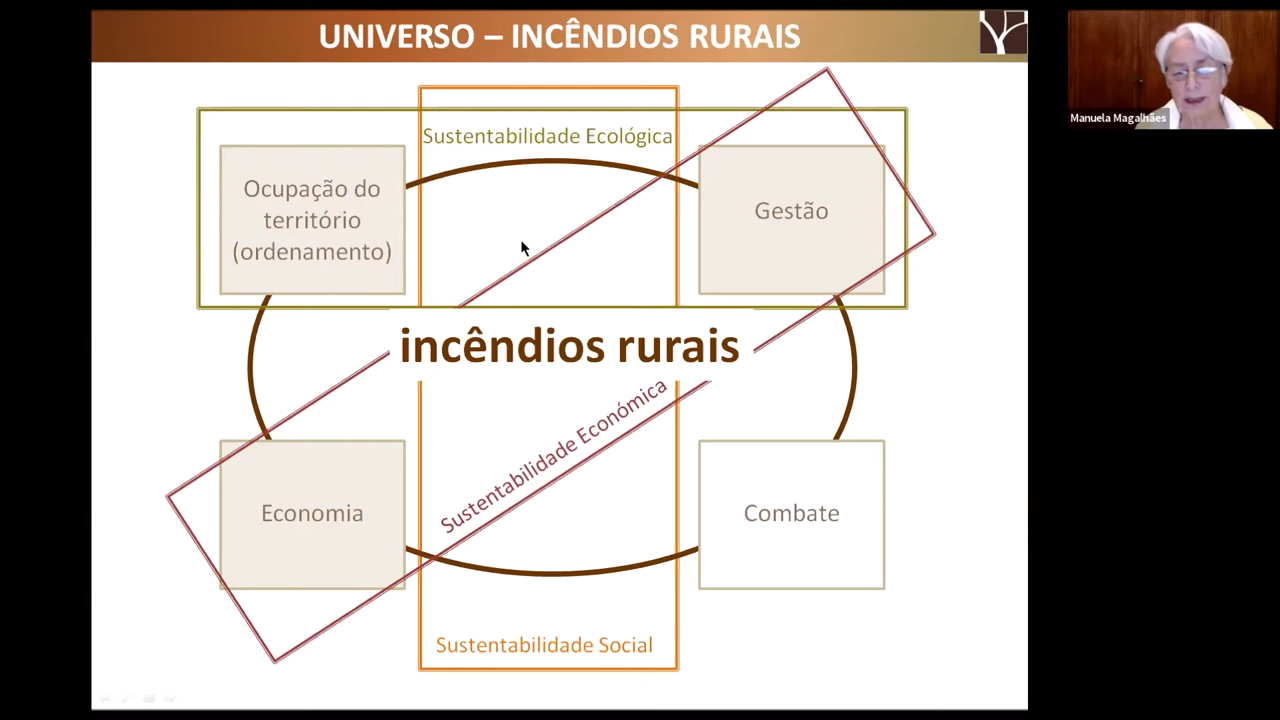 UNIVERSO – INCÊNDIOS RURAIS
Manuela Magalhães
Sustentabilidade Ecológica
Ocupação do
território
(ordenamento)
Gestão
incêndios rurais
Sustentabilidade Económica
Economia
Combate
Sustentabilidade Social